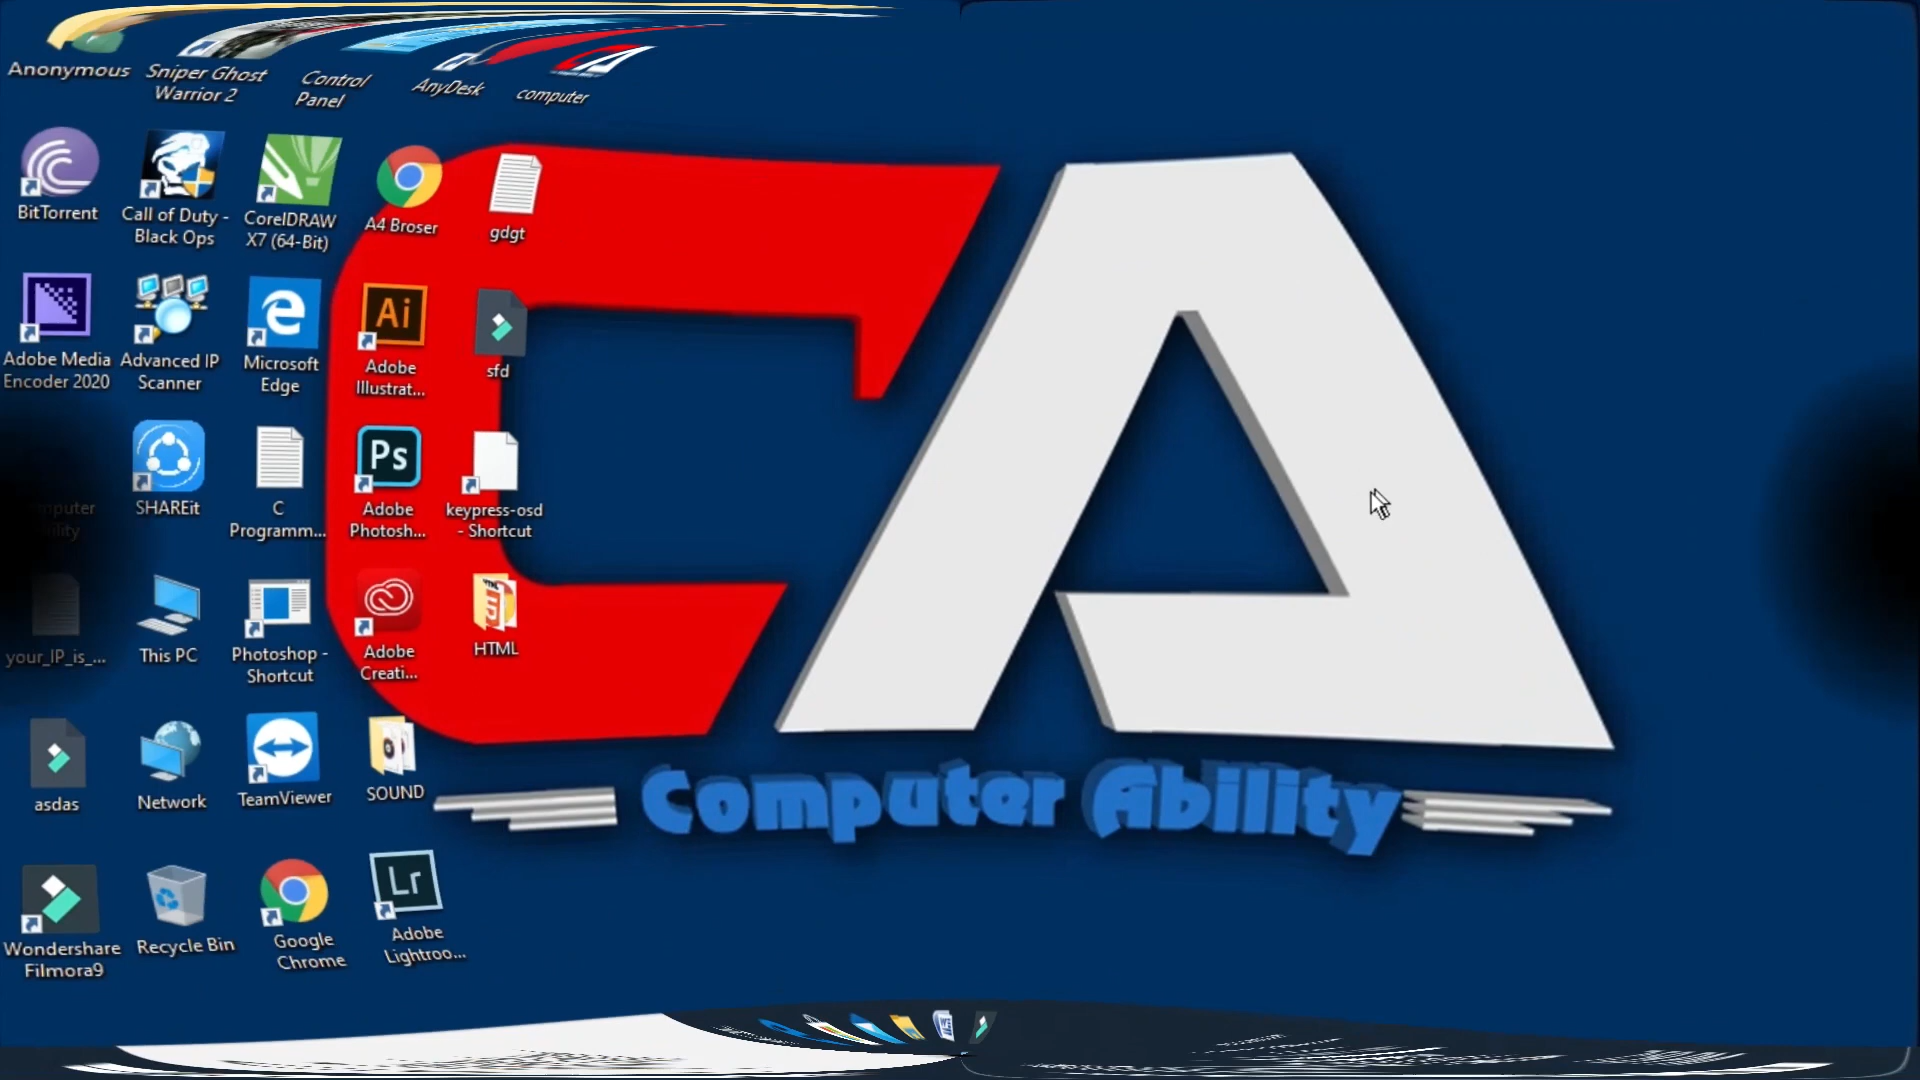 Anonymous
Sniper Ghost
Warrior 2
Control
Panel
AnyDesk
computer
BitTorrent
Call of Duty -
Black Ops
CorelDRAW
X7 (64-Bit)
A4 Broser
gdgt
Adobe Media
Encoder 2020
Advanced IP
Scanner
Microsoft
Edge
Ai
Adobe
Illustrat...
sfd
SHAREit
C
Programm...
Ps
Adobe
Photosh...
keypress-osd
- Shortcut
your_IP_is_...
This PC
Photoshop -
Shortcut
Adobe
Creati...
HTML
asdas
Network
TeamViewer
SOUND
CA
Computer Ability
Wondershare
Filmora9
Recycle Bin
Google
Chrome
Lr
Adobe
Lightroo...